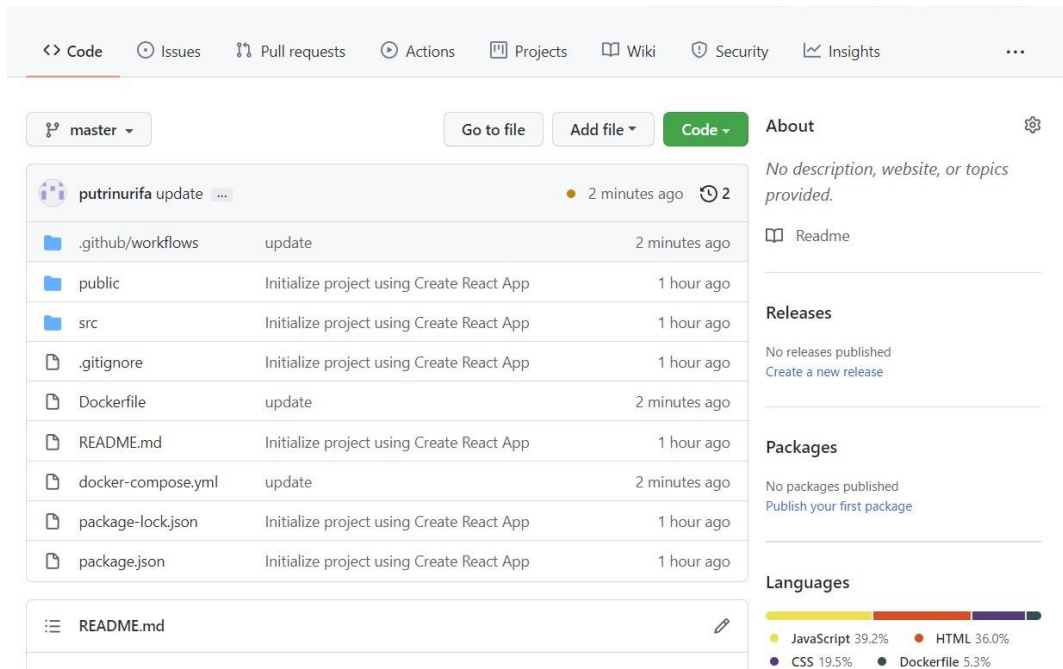 Code Issues Pull requests Actions Projects Wiki Security Insights ...
master Go to file Add file Code
putrinurifa update ... 2 minutes ago 2
.github/workflows update 2 minutes ago
public Initialize project using Create React App 1 hour ago
src Initialize project using Create React App 1 hour ago
.gitignore Initialize project using Create React App 1 hour ago
Dockerfile update 2 minutes ago
README.md Initialize project using Create React App 1 hour ago
docker-compose.yml update 2 minutes ago
package-lock.json Initialize project using Create React App 1 hour ago
package.json Initialize project using Create React App 1 hour ago
README.md
About
No description, website, or topics
provided.
Readme
Releases
No releases published
Create a new release
Packages
No packages published
Publish your first package
Languages
JavaScript 39.2% HTML 36.0%
CSS 19.5% Dockerfile 5.3%